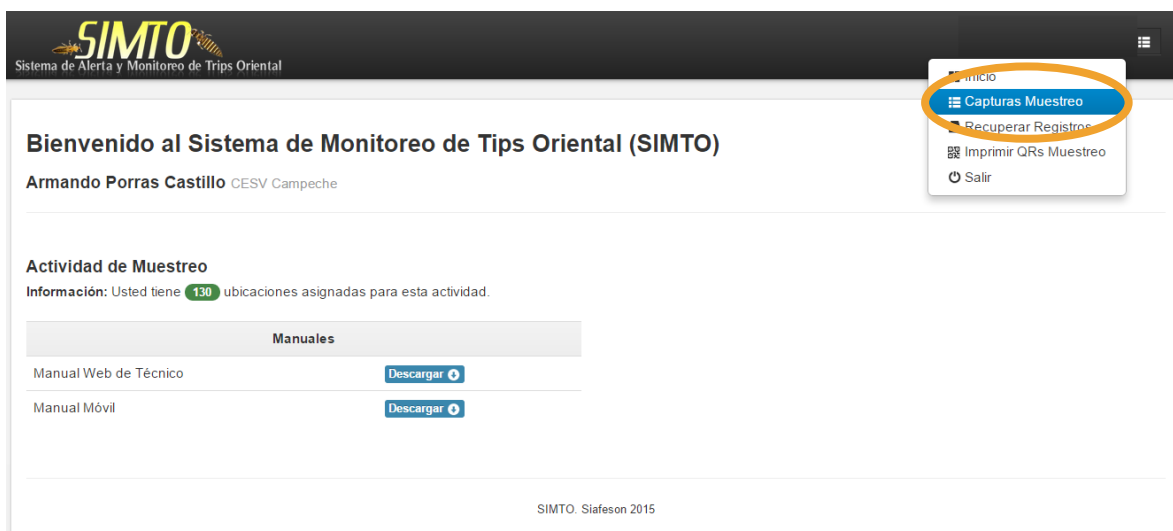 SIMTO
Sistema de Alerta y Monitoreo de Trips Oriental
Inicio
Capturas Muestreo
Recuperar Registros
Imprimir QRs Muestreo
Salir
Bienvenido al Sistema de Monitoreo de Tips Oriental (SIMTO)
Armando Porras Castillo CESV Campeche
Actividad de Muestreo
Información: Usted tiene 130 ubicaciones asignadas para esta actividad.
Manuales
Manual Web de Técnico Descargar
Manual Móvil Descargar
SIMTO. Siafeson 2015